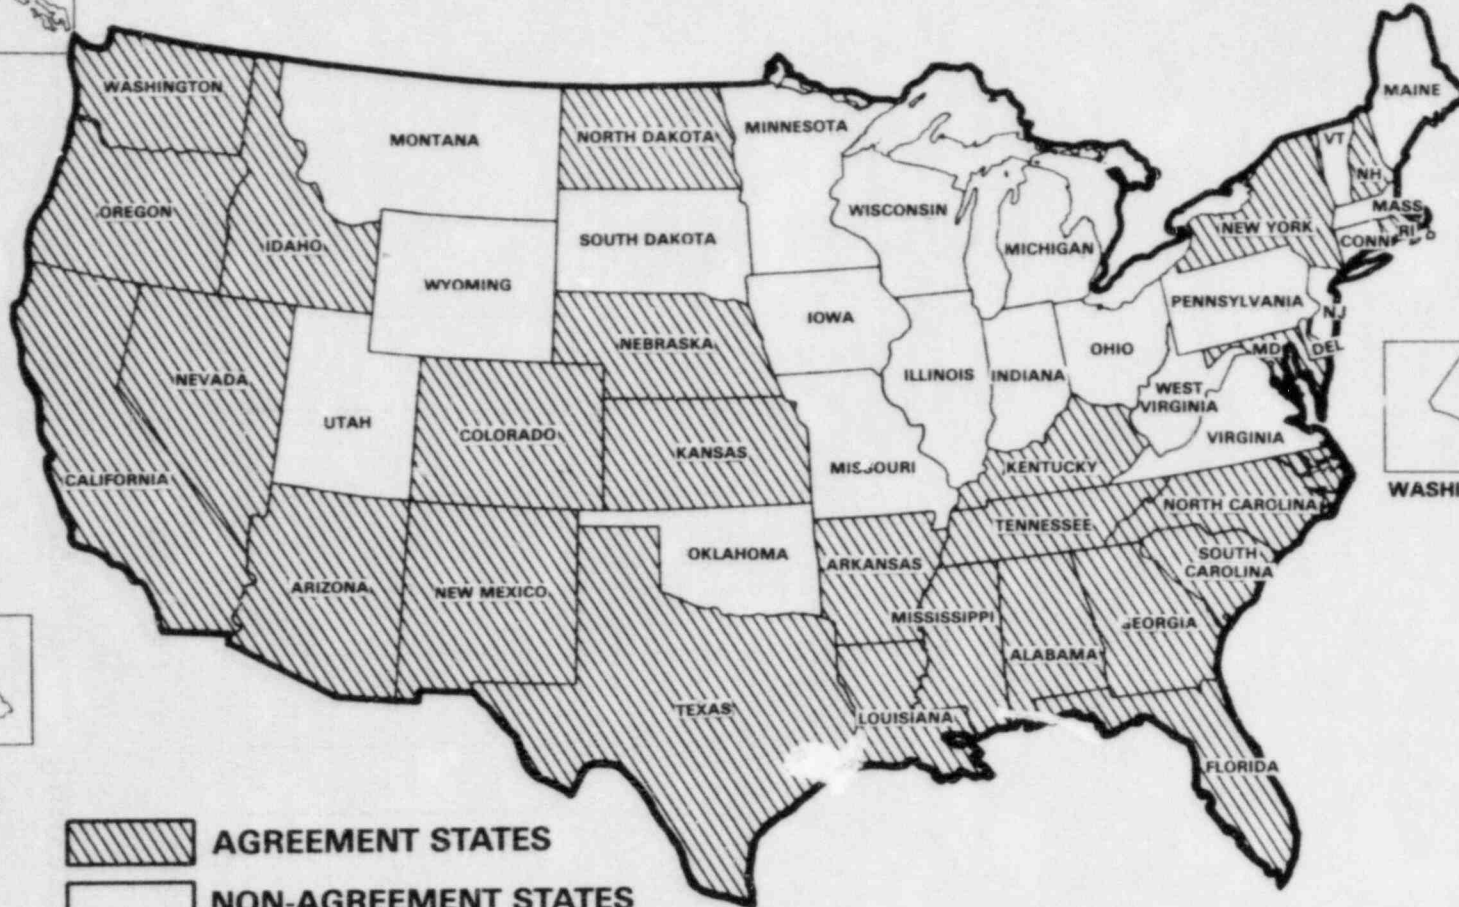 WASHINGTON
MONTANA
NORTH DAKOTA
MINNESOTA
MAINE
VT
NH
OREGON
IDAHO
WYOMING
SOUTH DAKOTA
WISCONSIN
MICHIGAN
NEW YORK
MASS
RI
CONN
NEVADA
UTAH
COLORADO
NEBRASKA
IOWA
ILLINOIS
INDIANA
OHIO
PENNSYLVANIA
NJ
MD
DEL
WEST
VIRGINIA
VIRGINIA
CALIFORNIA
KANSAS
MISSOURI
KENTUCKY
NORTH CAROLINA
TENNESSEE
SOUTH
CAROLINA
ARIZONA
NEW MEXICO
OKLAHOMA
ARKANSAS
MISSISSIPPI
ALABAMA
GEORGIA
TEXAS
LOUISIANA
FLORIDA
WASHI
AGREEMENT STATES
NON-AGREEMENT STATES